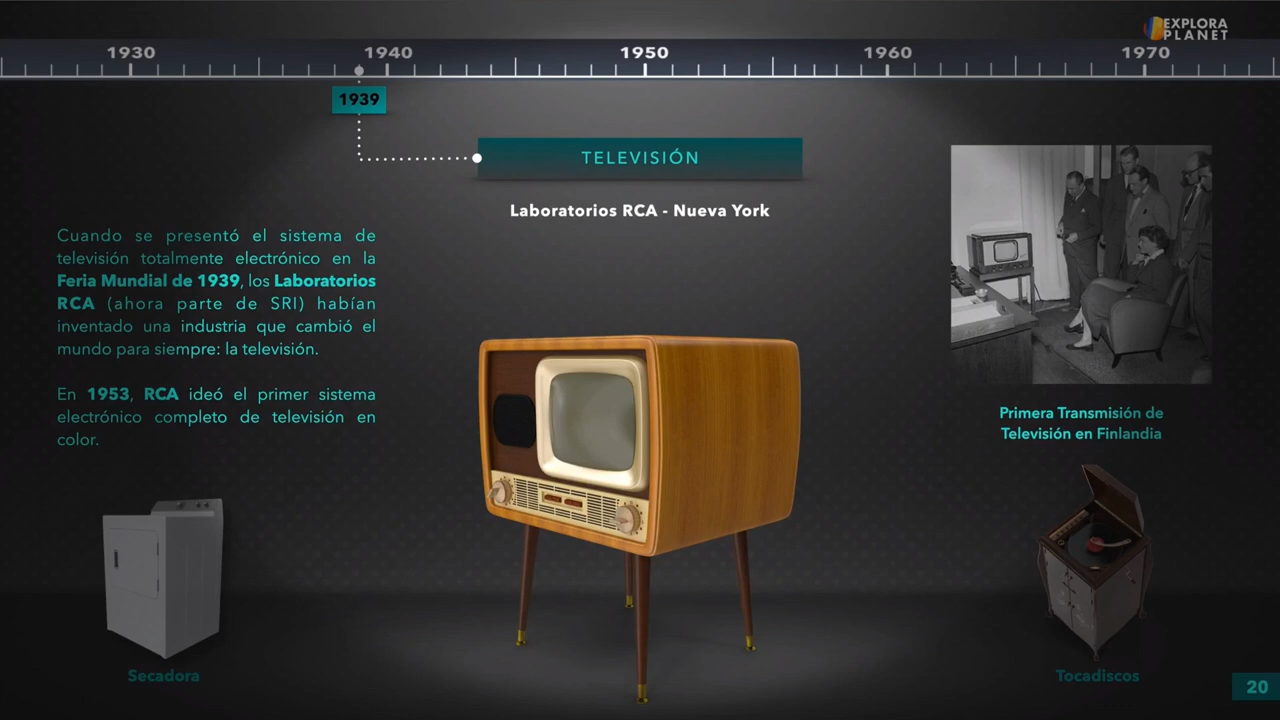 EXPLORA
PLANET
1930
1940
1950
1960
1970
1939
TELEVISIÓN
Laboratorios RCA - Nueva York
Cuando se presentó el sistema de
televisión totalmente electrónico en la
Feria Mundial de 1939, los Laboratorios
RCA (ahora parte de SRI) habían
inventado una industria que cambió el
mundo para siempre: la televisión.
En 1953, RCA ideó el primer sistema
electrónico completo de televisión en
color.
Primera Transmisión de
Televisión en Finlandia
Secadora
Tocadiscos
20